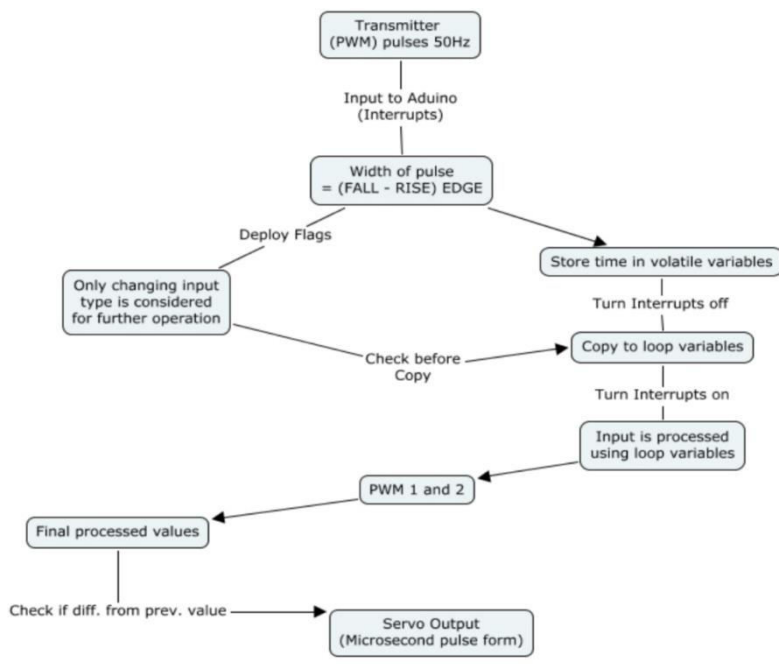 Transmitter
(PWM) pulses 50Hz
Input to Aduino
(Interrupts)
Width of pulse
= (FALL - RISE) EDGE
Deploy Flags
Store time in volatile variables
Only changing input
type is considered
for further operation
Turn Interrupts off
Copy to loop variables
Check before
Copy
Turn Interrupts on
Input is processed
using loop variables
PWM 1 and 2
Final processed values
Check if diff. from prev. value
Servo Output
(Microsecond pulse form)